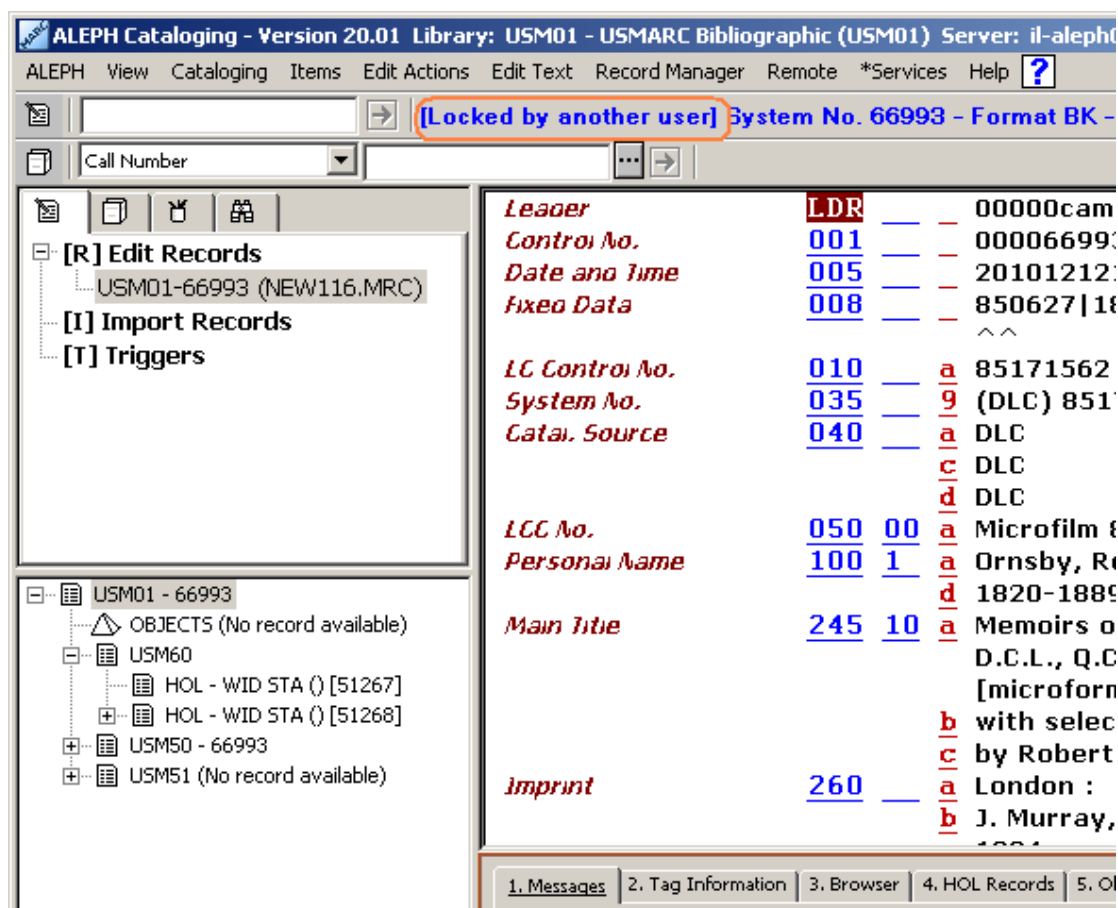 ALEPH Cataloging - Version 20.01 Library: USM01 - USMARC Bibliographic (USM01) Server: il-aleph
ALEPH View Cataloging Items Edit Actions Edit Text Record Manager Remote *Services Help ?
[Locked by another user] System No. 66993 - Format BK -
Call Number ...
[R] Edit Records
USM01-66993 (NEW116.MRC)
[I] Import Records
[T] Triggers
USM01 - 66993
OBJECTS (No record available)
USM60
HOL - WID STA () [51267]
HOL - WID STA () [51268]
USM50 - 66993
USM51 (No record available)
Leader LDR 00000cam
Control No. 001 000066993
Date and Time 005 201012121
Fixed Data 008 850627|18
^^
LC Control No. 010 a 85171562
System No. 035 9 (DLC) 8517
Catal. Source 040 a DLC
c DLC
d DLC
LCC No. 050 00 a Microfilm 8
Personal Name 100 1 a Ornsby, Ro
d 1820-1889
Main Title 245 10 a Memoirs o
D.C.L., Q.C
[microform
b with selec
c by Robert
Imprint 260 a London :
b J. Murray,
1. Messages 2. Tag Information 3. Browser 4. HOL Records 5. Ob